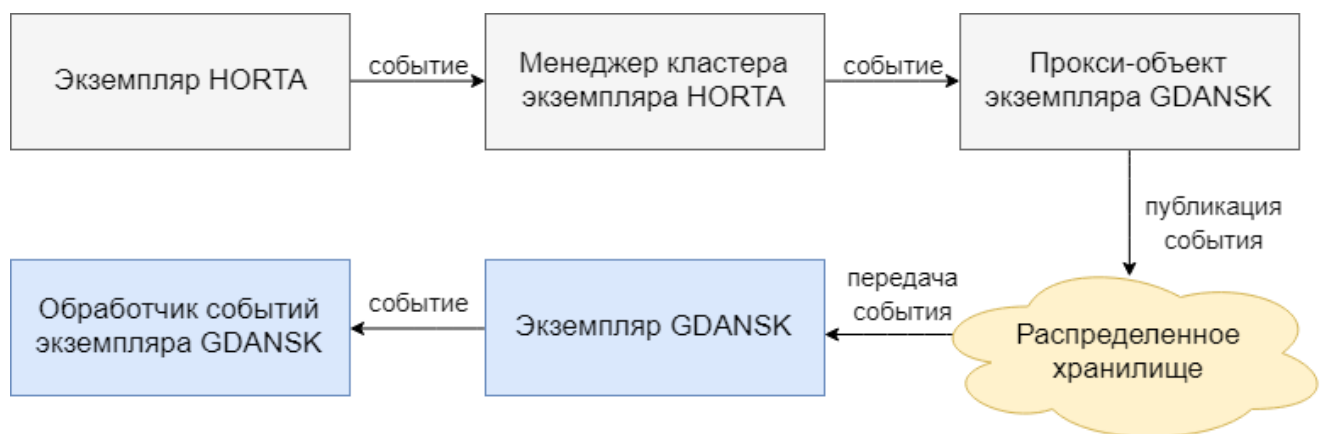 Экземпляр HORTA
событие
Менеджер кластера
экземпляра HORTA
событие
Прокси-объект
экземпляра GDANSK
публикация
события
Распределенное
хранилище
передача
события
Экземпляр GDANSK
событие
Обработчик событий
экземпляра GDANSK